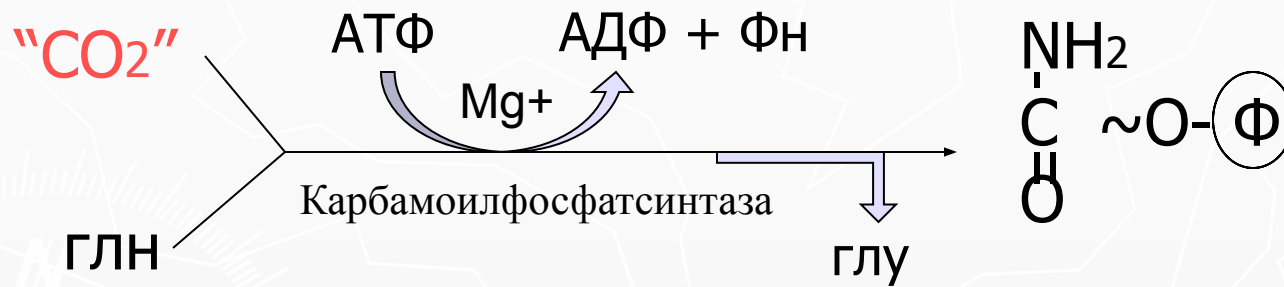 "CO2"
АТФ
АДФ + Фн
Mg+
NH2
C ~O-Ф
O
Карбамоилфосфатсинтаза
глн
глу